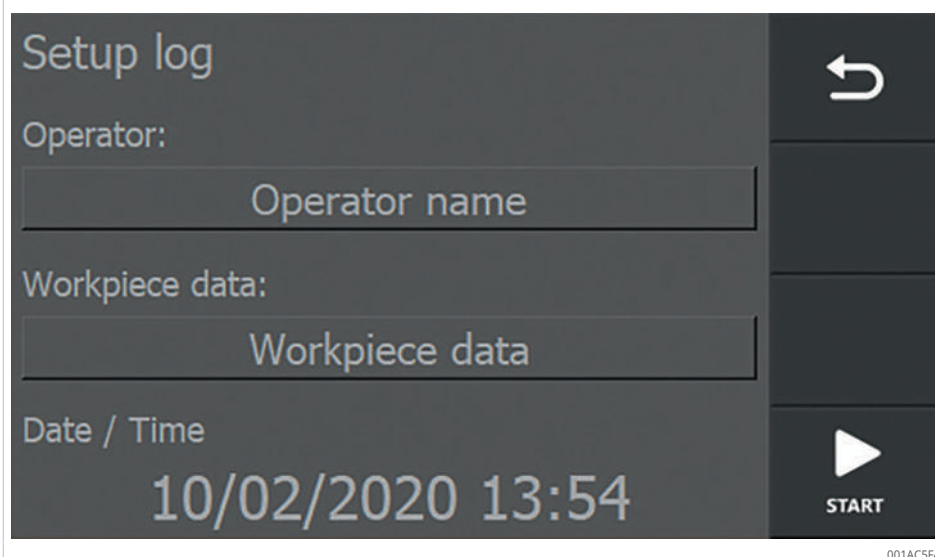 Setup log
Operator:
Operator name
Workpiece data:
Workpiece data
Date / Time
10/02/2020 13:54
START